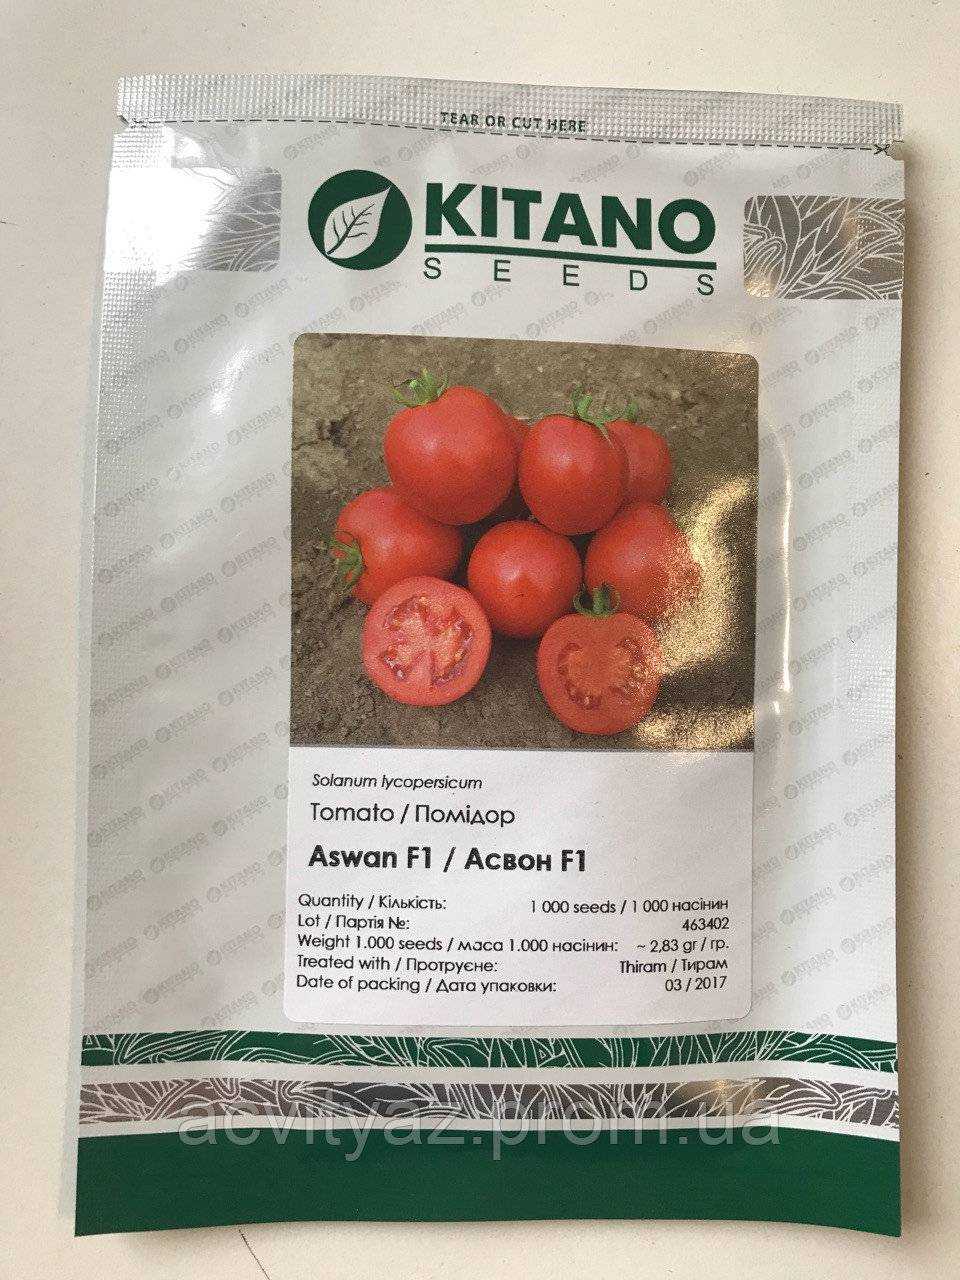 TEAR OR CUT HERE
KITANO
SEEDS
Solanum lycopersicum
Tomato / Помідор
Aswan F1 / Асвон F1
Quantity / Кількість: 1 000 seeds / 1 000 насінин
Lot / Партія №: 463402
Weight 1.000 seeds / маса 1.000 насінин: ~ 2,83 gr / гр.
Treated with / Протруєне: Thiram / Тирам
Date of packing / Дата упаковки: 03 / 2017
acvityaz.prom.ua